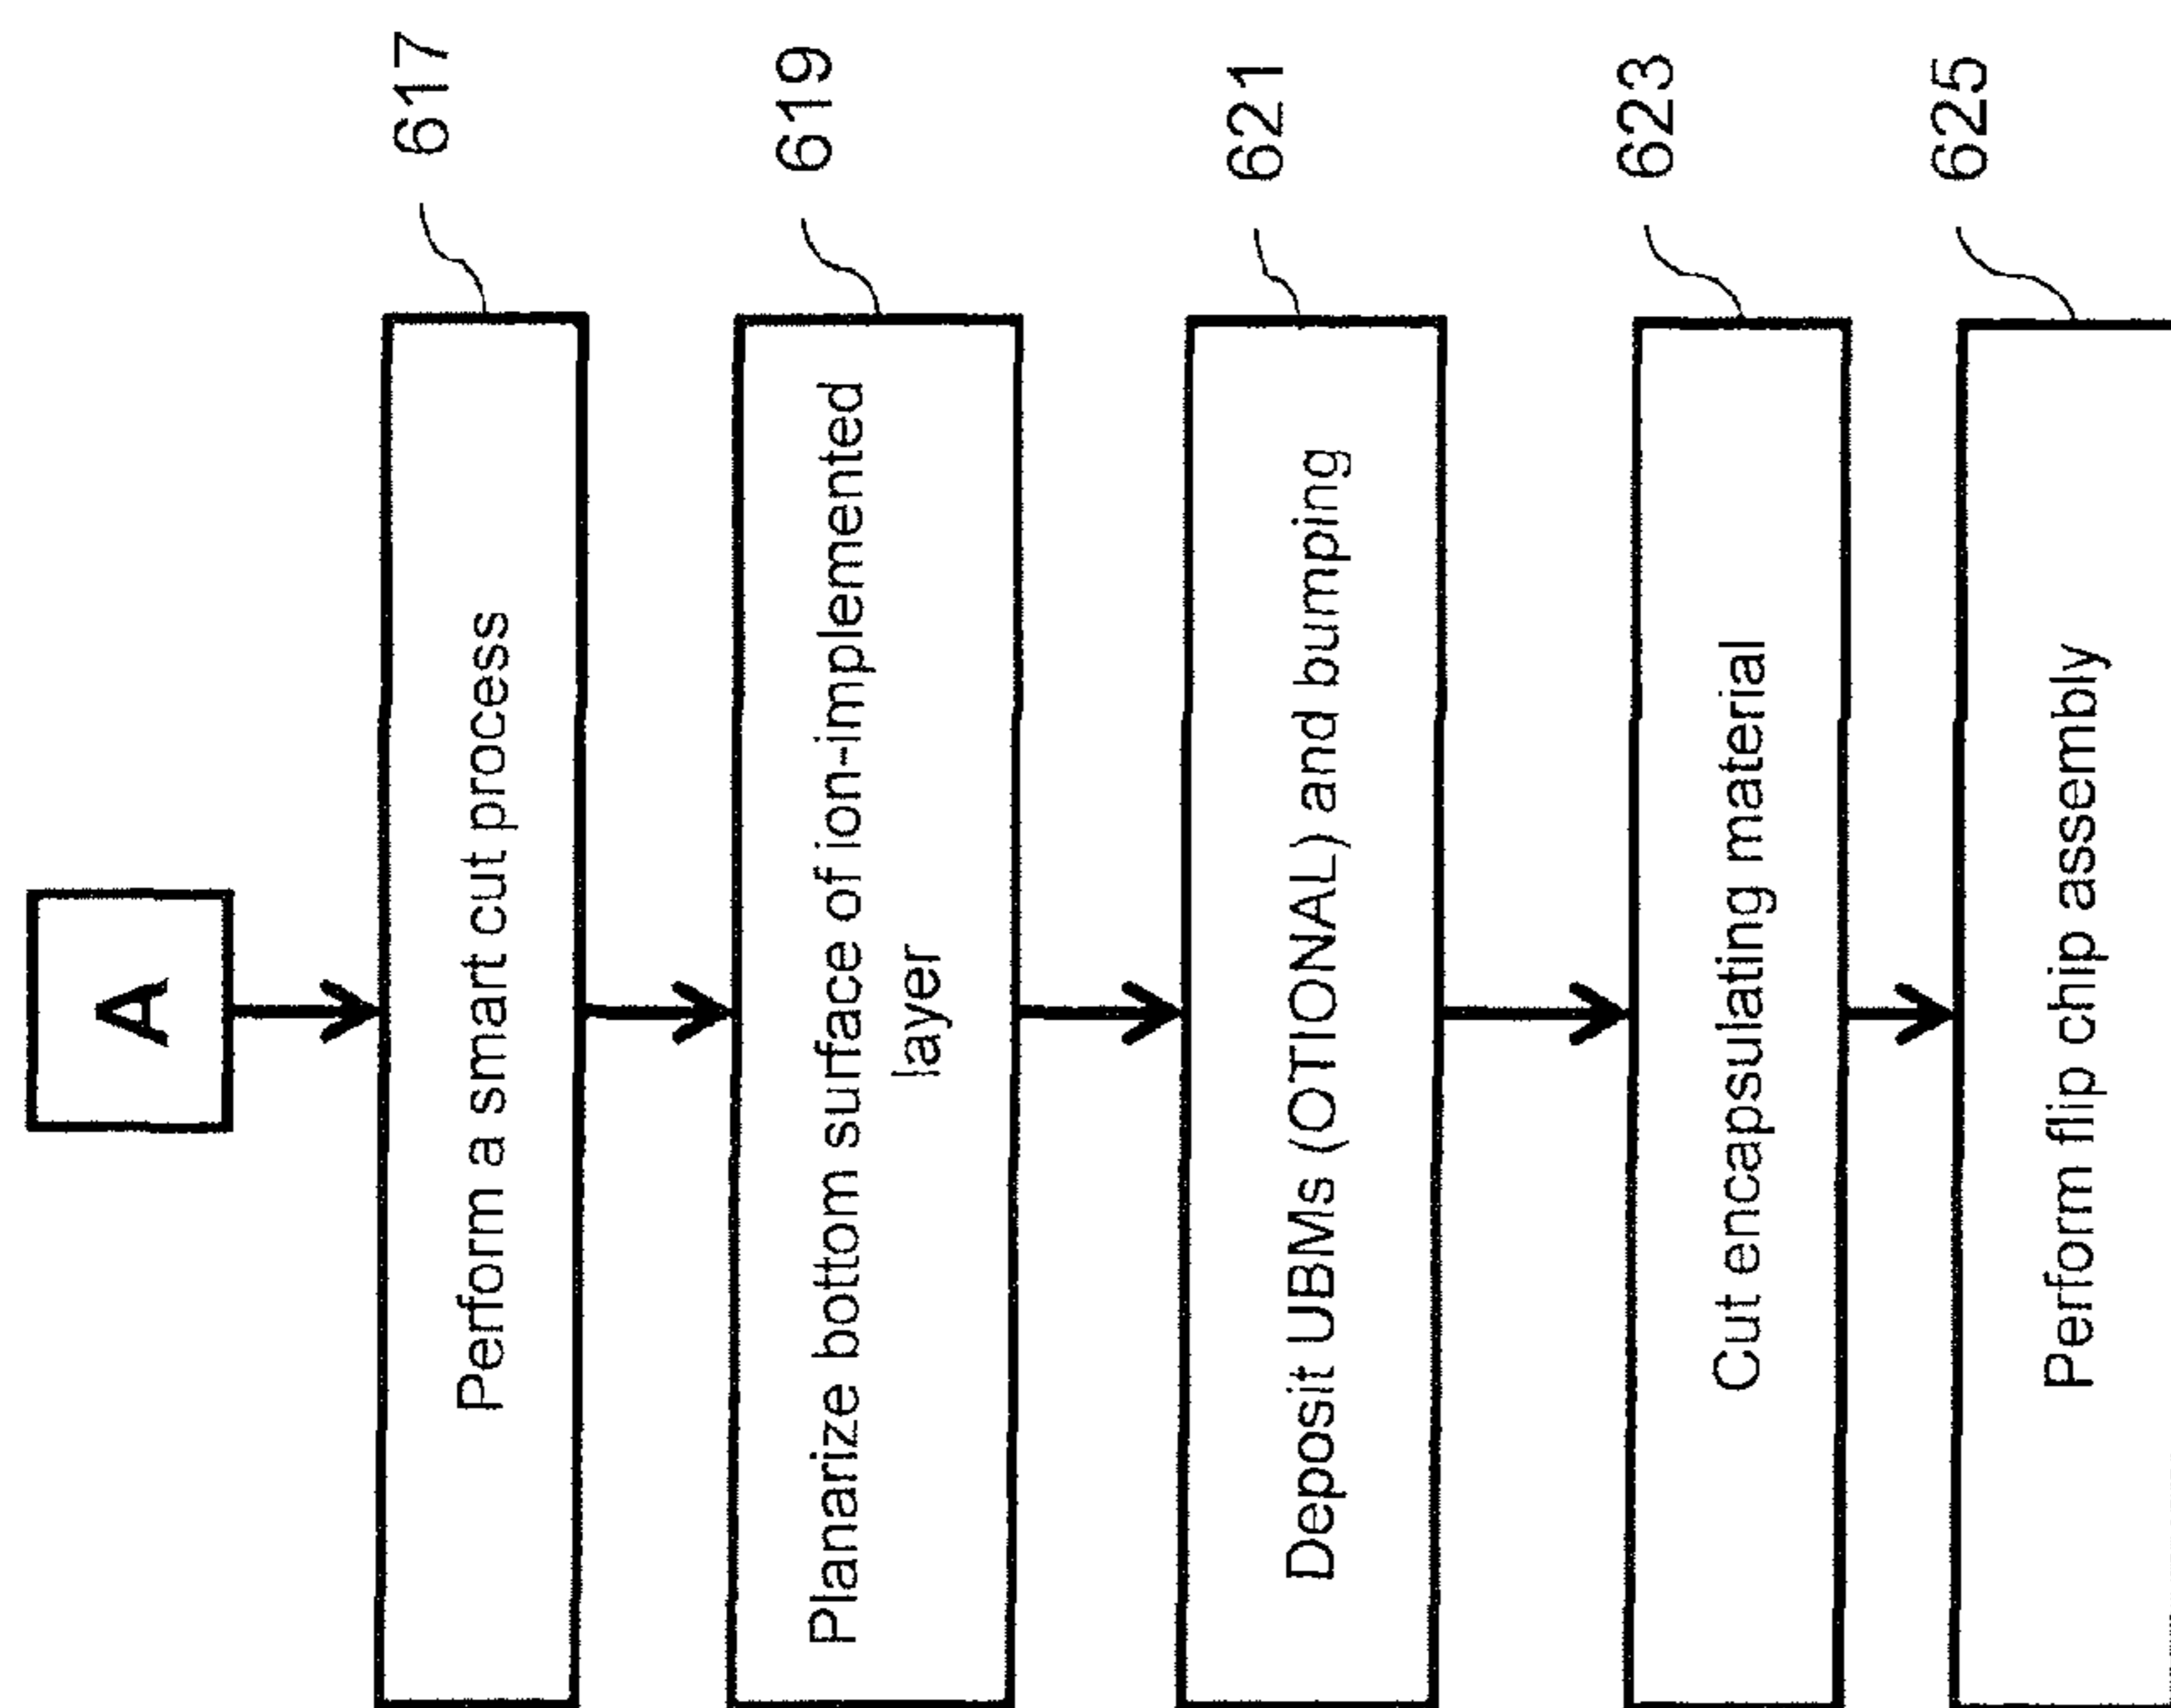 A
617
Perform a smart cut process
619
Planarize bottom surface of ion-implemented
layer
621
Deposit UBMs (OTIONAL) and bumping
623
Cut encapsulating material
625
Perform flip chip assembly